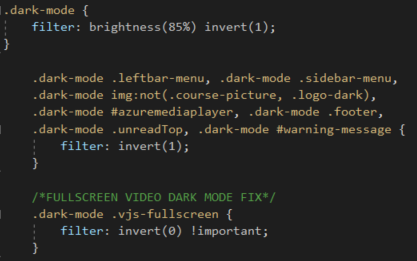 .dark-mode {
filter: brightness(85%) invert(1);
}
.dark-mode .leftbar-menu, .dark-mode .sidebar-menu,
.dark-mode img:not(.course-picture, .logo-dark),
.dark-mode #azuremediaplayer, .dark-mode .footer,
.dark-mode .unreadTop, .dark-mode #warning-message {
filter: invert(1);
}
/*FULLSCREEN VIDEO DARK MODE FIX*/
.dark-mode .vjs-fullscreen {
filter: invert(0) !important;
}